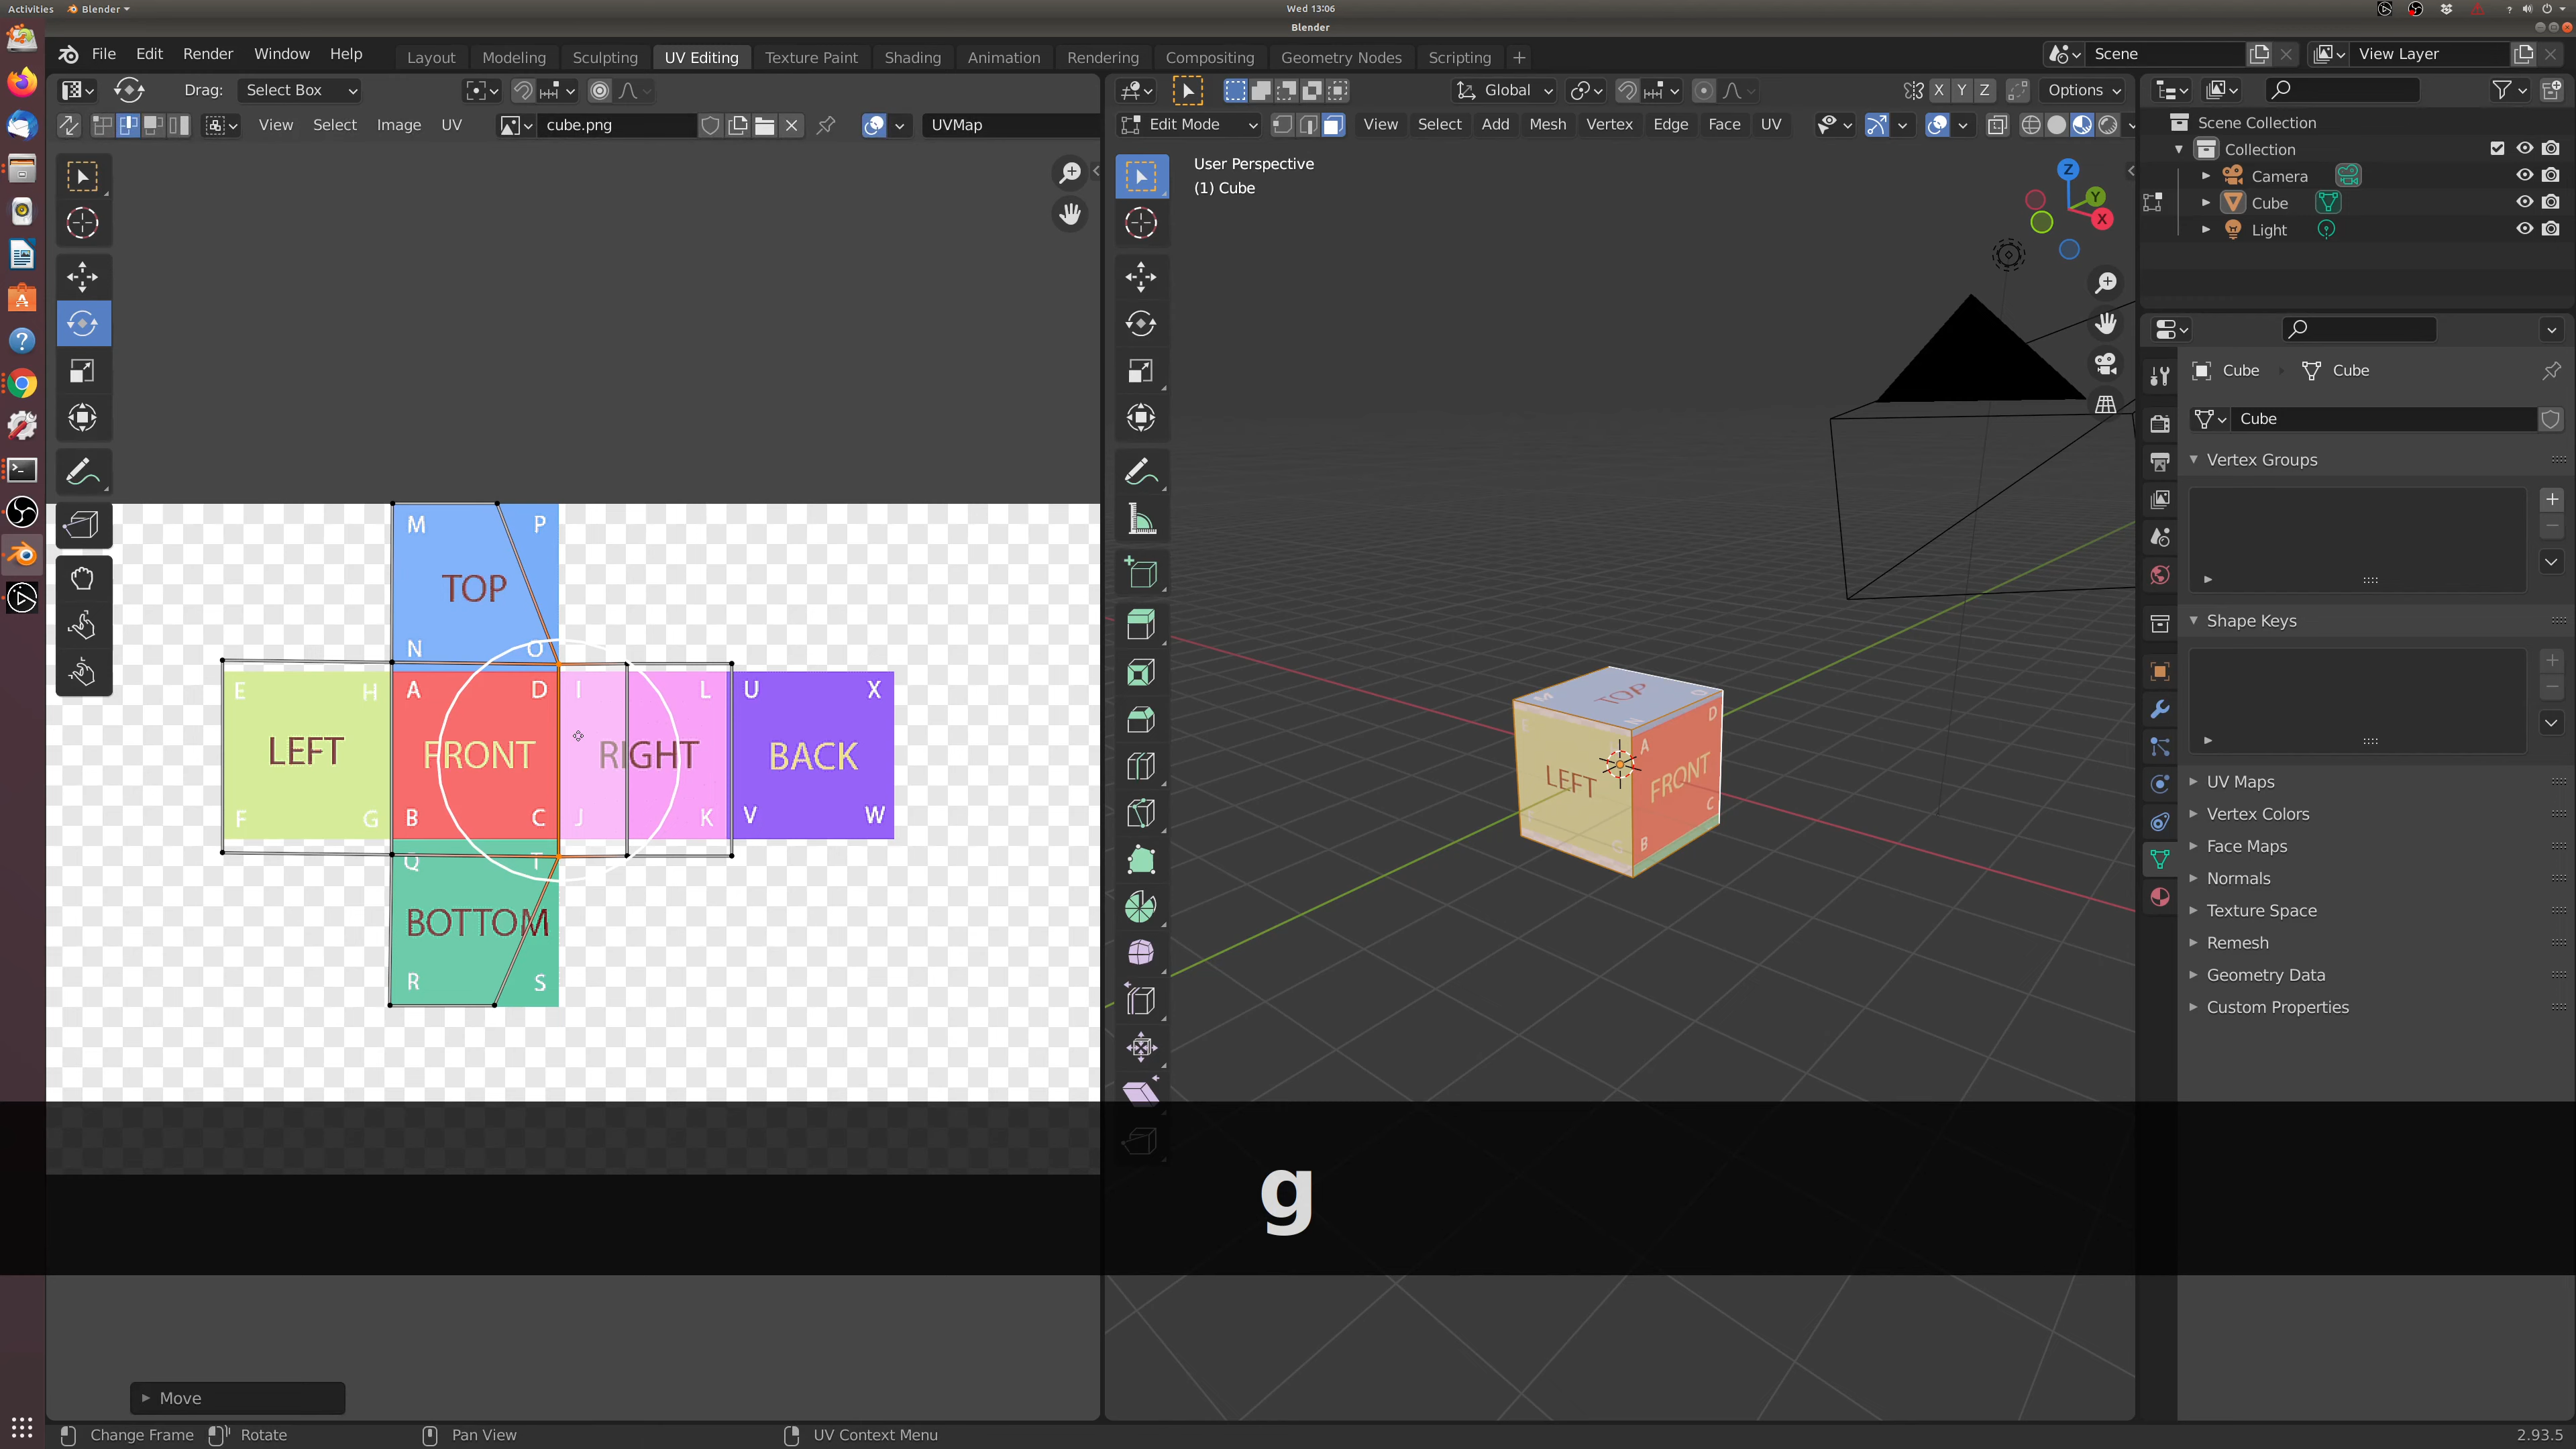 Activities Blender Wed 13:06
Blender
File Edit Render Window Help Layout Modeling Sculpting UV Editing Texture Paint Shading Animation Rendering Compositing Geometry Nodes Scripting + Scene View Layer
Drag: Select Box Global X Y Z Options
View Select Image UV cube.png UVMap Edit Mode View Select Add Mesh Vertex Edge Face UV
Scene Collection
Collection
Camera
Cube
Light
User Perspective
(1) Cube
Z
Y
X
Cube Cube
Cube
Vertex Groups
Shape Keys
UV Maps
Vertex Colors
Face Maps
Normals
Texture Space
Remesh
Geometry Data
Custom Properties
M P
TOP
N O
E H A D I L U X
LEFT FRONT RIGHT BACK
F G B C J K V W
Q T
BOTTOM
R S
M TOP O
N
E A D
LEFT FRONT
G B C
g
Move
Change Frame Rotate Pan View UV Context Menu 2.93.5